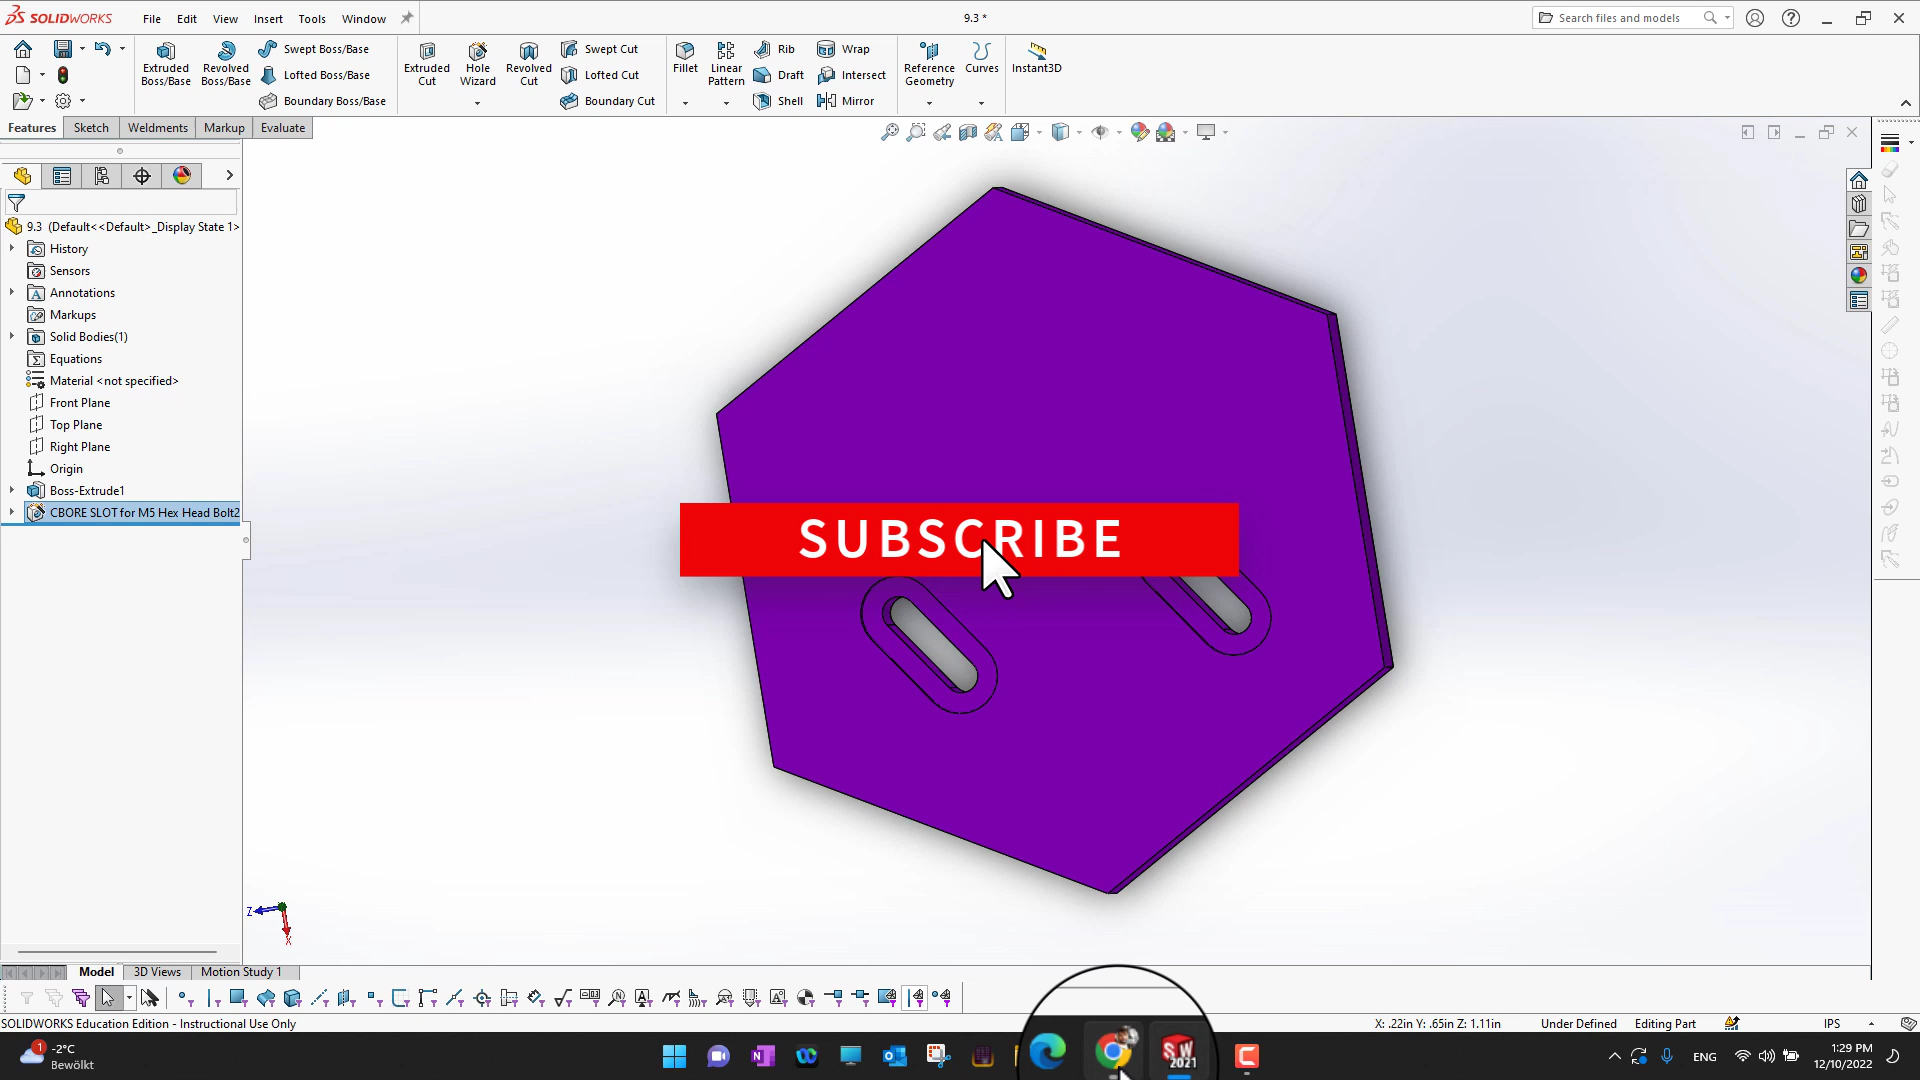 SOLIDWORKS
File Edit View Insert Tools Window
9.3 *
Search files and models
Extruded Boss/Base
Revolved Boss/Base
Swept Boss/Base
Lofted Boss/Base
Boundary Boss/Base
Extruded Cut
Hole Wizard
Revolved Cut
Swept Cut
Lofted Cut
Boundary Cut
Fillet
Linear Pattern
Rib
Draft
Shell
Wrap
Intersect
Mirror
Reference Geometry
Curves
Instant3D
Features Sketch Weldments Markup Evaluate
9.3 (Default<<Default>_Display State 1>
History
Sensors
Annotations
Markups
Solid Bodies(1)
Equations
Material <not specified>
Front Plane
Top Plane
Right Plane
Origin
Boss-Extrude1
CBORE SLOT for M5 Hex Head Bolt2
SUBSCRIBE
Z
X
Model 3D Views Motion Study 1
SOLIDWORKS Education Edition - Instructional Use Only
X: .22in Y: .65in Z: 1.11in Under Defined Editing Part IPS
1
-2°C
Bewölkt
SW
2021
ENG
1:29 PM
12/10/2022